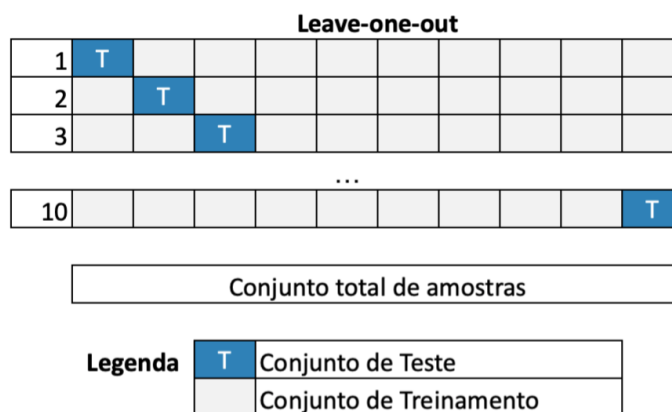 Leave-one-out
1 T
2 T
3 T
...
10 T
Conjunto total de amostras
Legenda T Conjunto de Teste
Conjunto de Treinamento